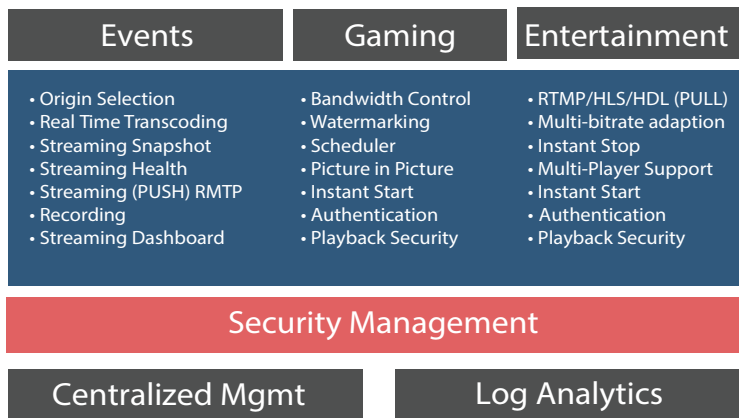 Events
Gaming
Entertainment
• Origin Selection
• Real Time Transcoding
• Streaming Snapshot
• Streaming Health
• Streaming (PUSH) RMTP
• Recording
• Streaming Dashboard
• Bandwidth Control
• Watermarking
• Scheduler
• Picture in Picture
• Instant Start
• Authentication
• Playback Security
• RTMP/HLS/HDL (PULL)
• Multi-bitrate adaption
• Instant Stop
• Multi-Player Support
• Instant Start
• Authentication
• Playback Security
Security Management
Centralized Mgmt
Log Analytics